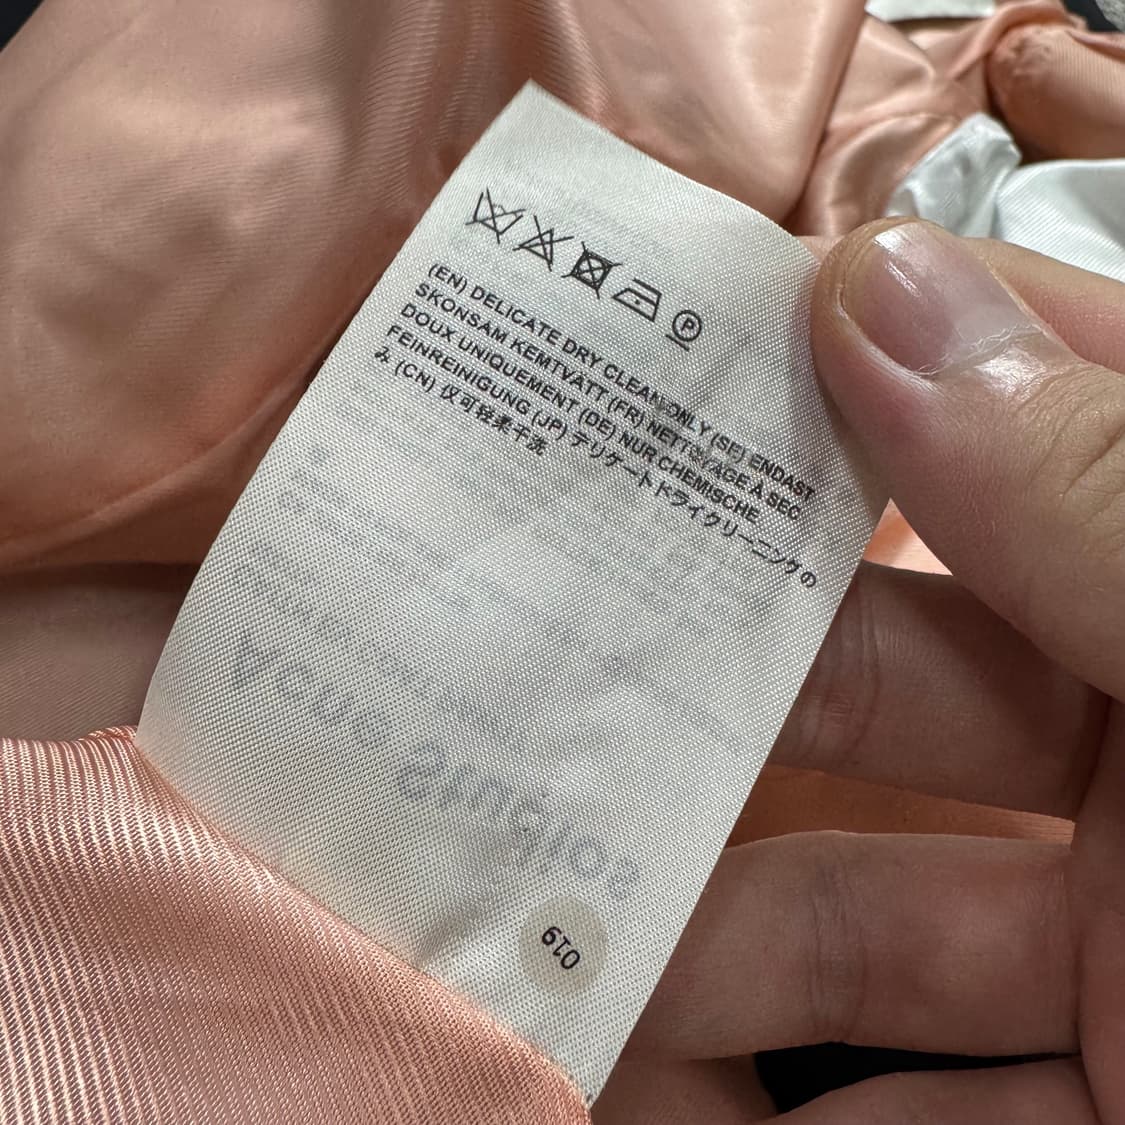 P
(EN) DELICATE DRY CLEAN ONLY (SE) ENDAST
SKONSAM KEMTVÄTT (FR) NETTOYAGE À SEC
DOUX UNIQUEMENT (DE) NUR CHEMISCHE
FEINREINIGUNG (JP) デリケートドライクリーニングの
み (CN) 仅可轻柔干洗
Acne Studios
019